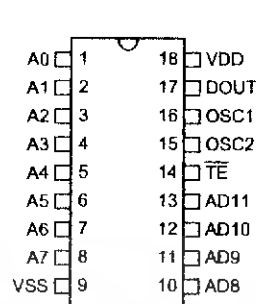 A0 1 18 VDD
A1 2 17 DOUT
A2 3 16 OSC1
A3 4 15 OSC2
A4 5 14 T̅E̅
A5 6 13 AD11
A6 7 12 AD10
A7 8 11 AD9
VSS 9 10 AD8